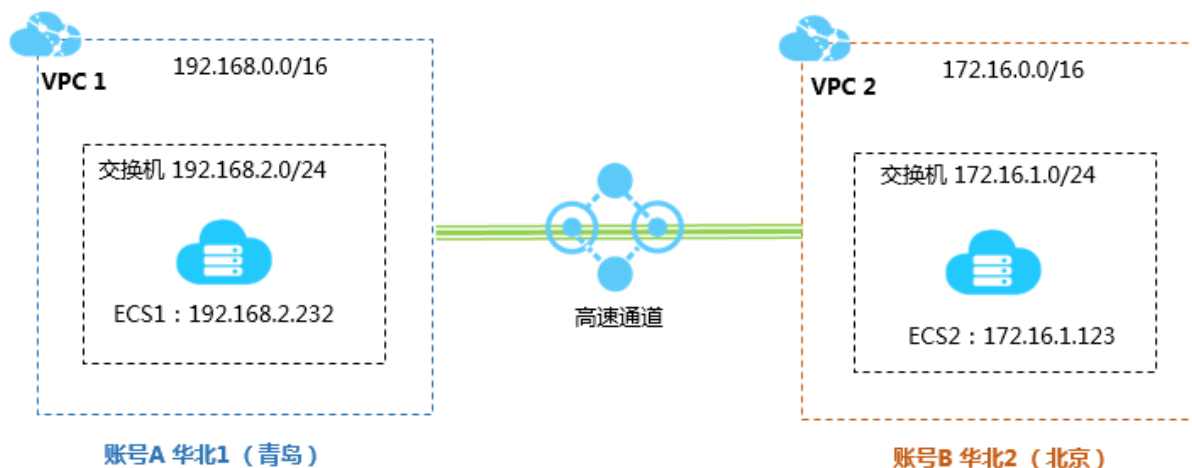 VPC 1
192.168.0.0/16
交换机 192.168.2.0/24
ECS1：192.168.2.232
账号A 华北1 （青岛）
高速通道
VPC 2
172.16.0.0/16
交换机 172.16.1.0/24
ECS2：172.16.1.123
账号B 华北2 （北京）